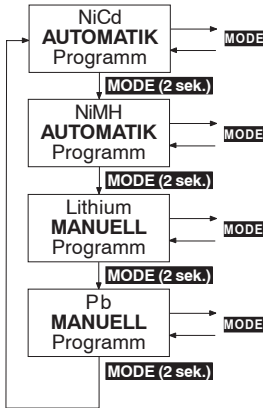 NiCd
AUTOMATIK
Programm
MODE
MODE (2 sek.)
NiMH
AUTOMATIK
Programm
MODE
MODE (2 sek.)
Lithium
MANUELL
Programm
MODE
MODE (2 sek.)
Pb
MANUELL
Programm
MODE
MODE (2 sek.)